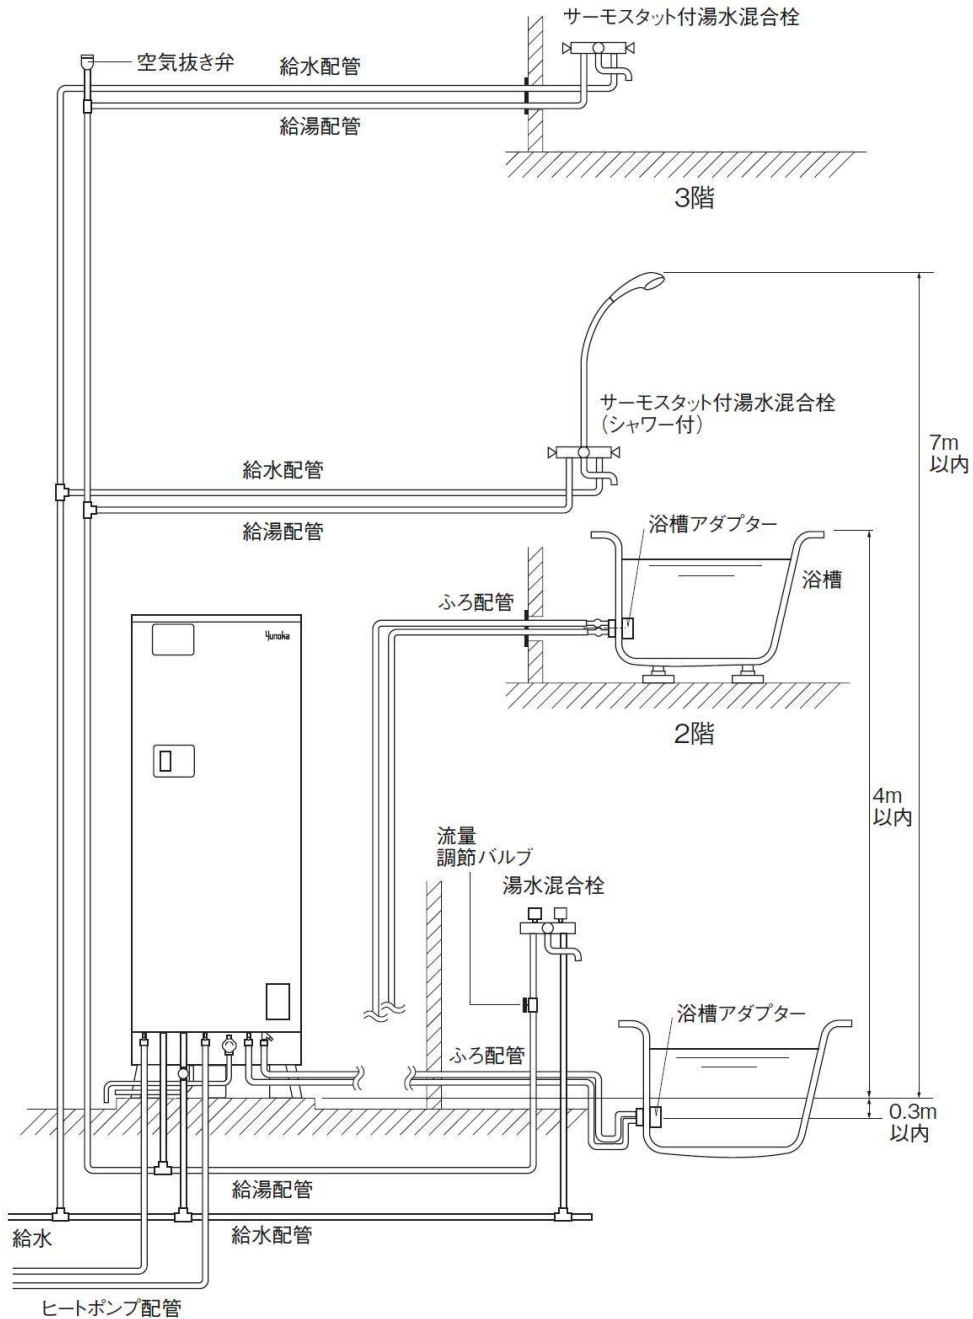 サーモスタット付湯水混合栓
空気抜き弁
給水配管
給湯配管
3階
サーモスタット付湯水混合栓
（シャワー付）
7m
以内
給水配管
給湯配管
浴槽アダプター
浴槽
ふろ配管
Yunoka
2階
4m
以内
流量
調節バルブ
湯水混合栓
浴槽アダプター
ふろ配管
0.3m
以内
給湯配管
給水
給水配管
ヒートポンプ配管